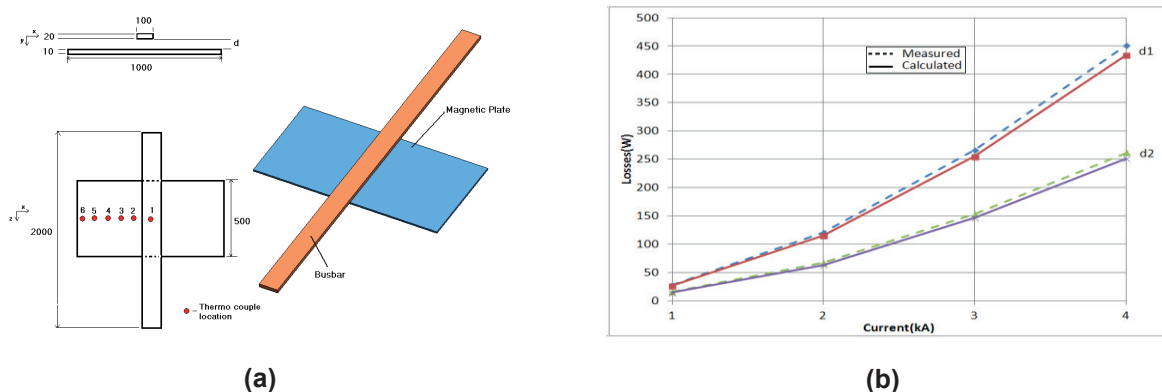 100
x
20
y
d
10
1000
Magnetic Plate
6 5 4 3 2 1
x
z
500
2000
Busbar
- Thermo couple
location
(a)
500
450
400
350
300
250
200
150
100
50
0
Losses(W)
Measured
Calculated
d1
d2
1 2 3 4
Current(kA)
(b)